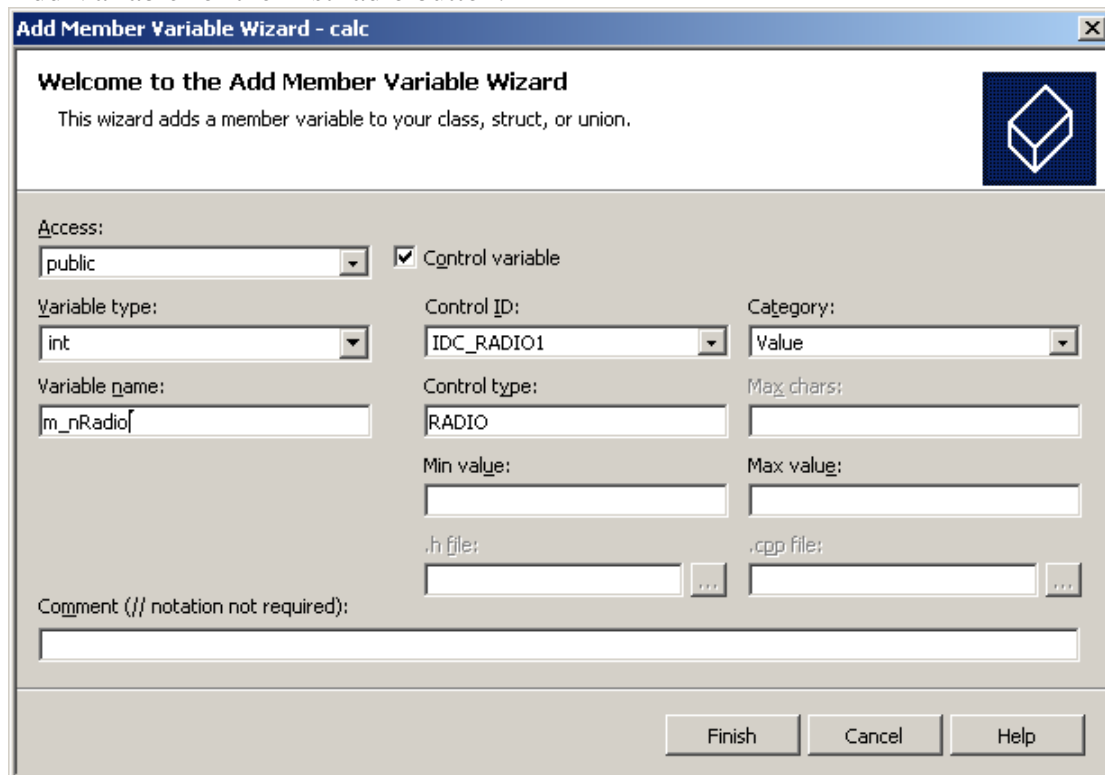 Add Member Variable Wizard - calc
Welcome to the Add Member Variable Wizard
This wizard adds a member variable to your class, struct, or union.
Access:
public
Control variable
Variable type:
Control ID:
Category:
int
IDC_RADIO1
Value
Variable name:
Control type:
Max chars:
m_nRadio
RADIO
Min value:
Max value:
.h file:
.cpp file:
...
...
Comment (// notation not required):
Finish
Cancel
Help